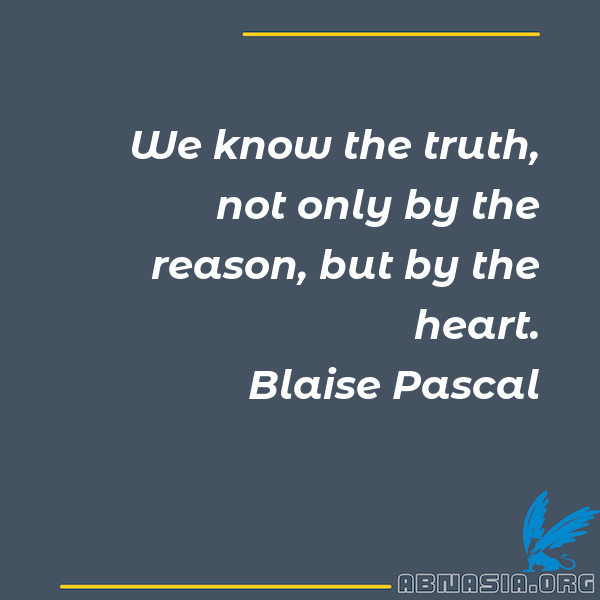 We know the truth,
not only by the
reason, but by the
heart.
Blaise Pascal
ABNASIA.ORG